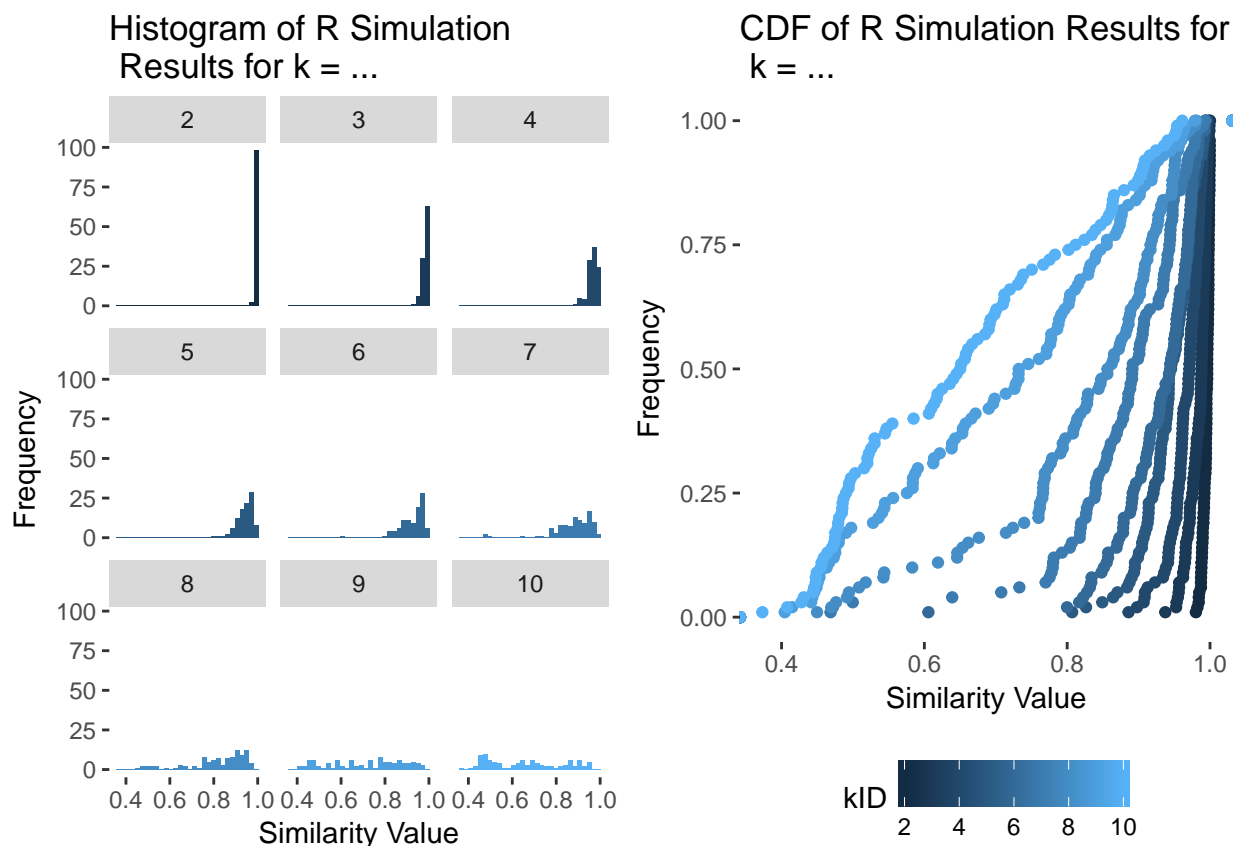 Histogram of R Simulation
Results for k = ...
2 3 4
100
75
50
25
0
5 6 7
100
75
50
25
0
8 9 10
100
75
50
25
0
0.4 0.6 0.8 1.0 0.4 0.6 0.8 1.0 0.4 0.6 0.8 1.0
Similarity Value
Frequency
CDF of R Simulation Results for
k = ...
1.00
0.75
0.50
0.25
0.00
0.4 0.6 0.8 1.0
Similarity Value
Frequency
kID
2 4 6 8 10